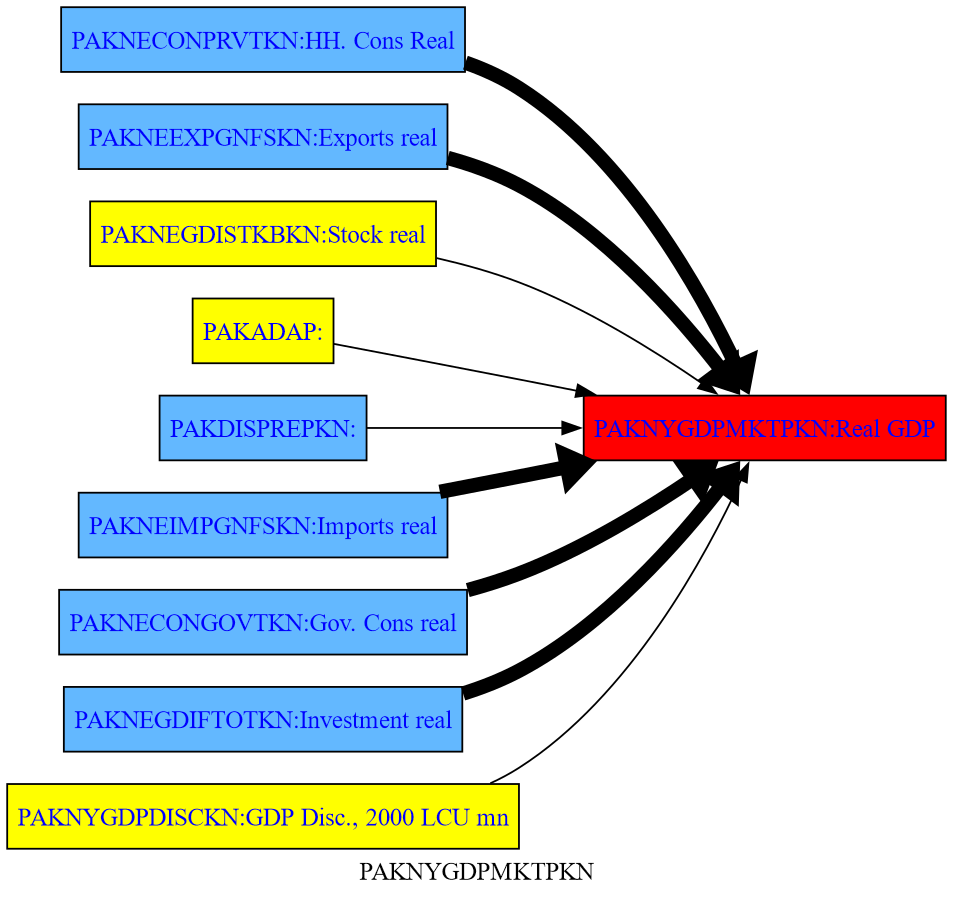 PAKNECONPRVTKN:HH. Cons Real
PAKNEEXPGNFSKN:Exports real
PAKNEGDISTKBKN:Stock real
PAKADAP:
PAKDISPREPKN:
PAKNYGDPMKTPKN:Real GDP
PAKNEIMPGNFSKN:Imports real
PAKNECONGOVTKN:Gov. Cons real
PAKNEGDIFTOTKN:Investment real
PAKNYGDPDISCKN:GDP Disc., 2000 LCU mn
PAKNYGDPMKTPKN